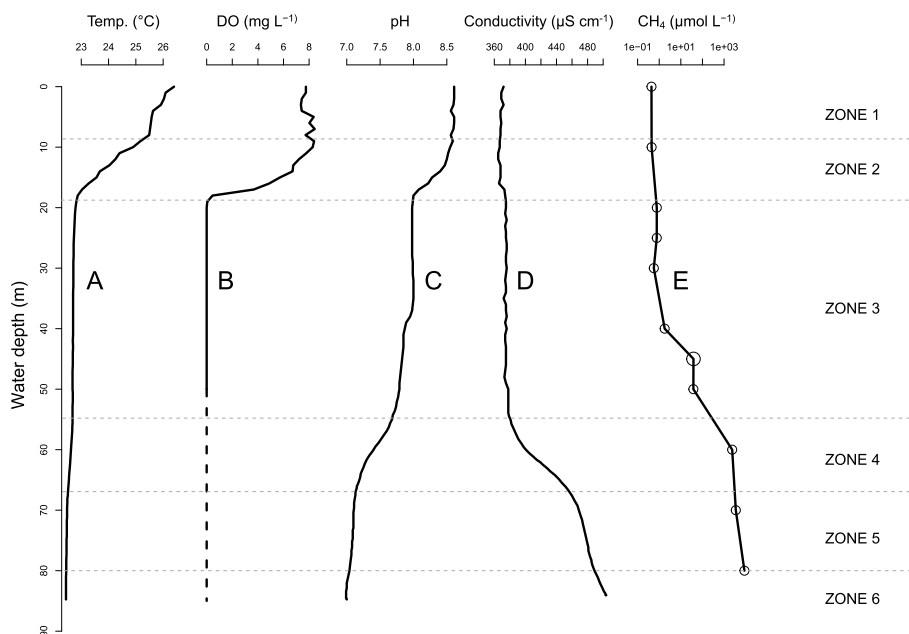 Temp. (°C) DO (mg L⁻¹) pH Conductivity (µS cm⁻¹) CH₄ (µmol L⁻¹)
23 24 25 26 0 2 4 6 8 7.0 7.5 8.0 8.5 360 400 440 480 1e−01 1e+01 1e+03
0
ZONE 1
10
ZONE 2
20
30
A B C D E
ZONE 3
40
Water depth (m)
50
60
ZONE 4
70
ZONE 5
80
ZONE 6
90